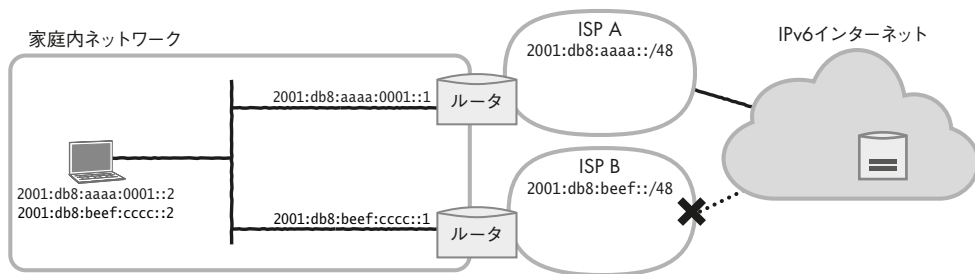 家庭内ネットワーク
ISP A
2001:db8:aaaa::/48
IPv6インターネット
2001:db8:aaaa:0001::1
ルータ
2001:db8:aaaa:0001::2
2001:db8:beef:cccc::2
ISP B
2001:db8:beef::/48
2001:db8:beef:cccc::1
ルータ